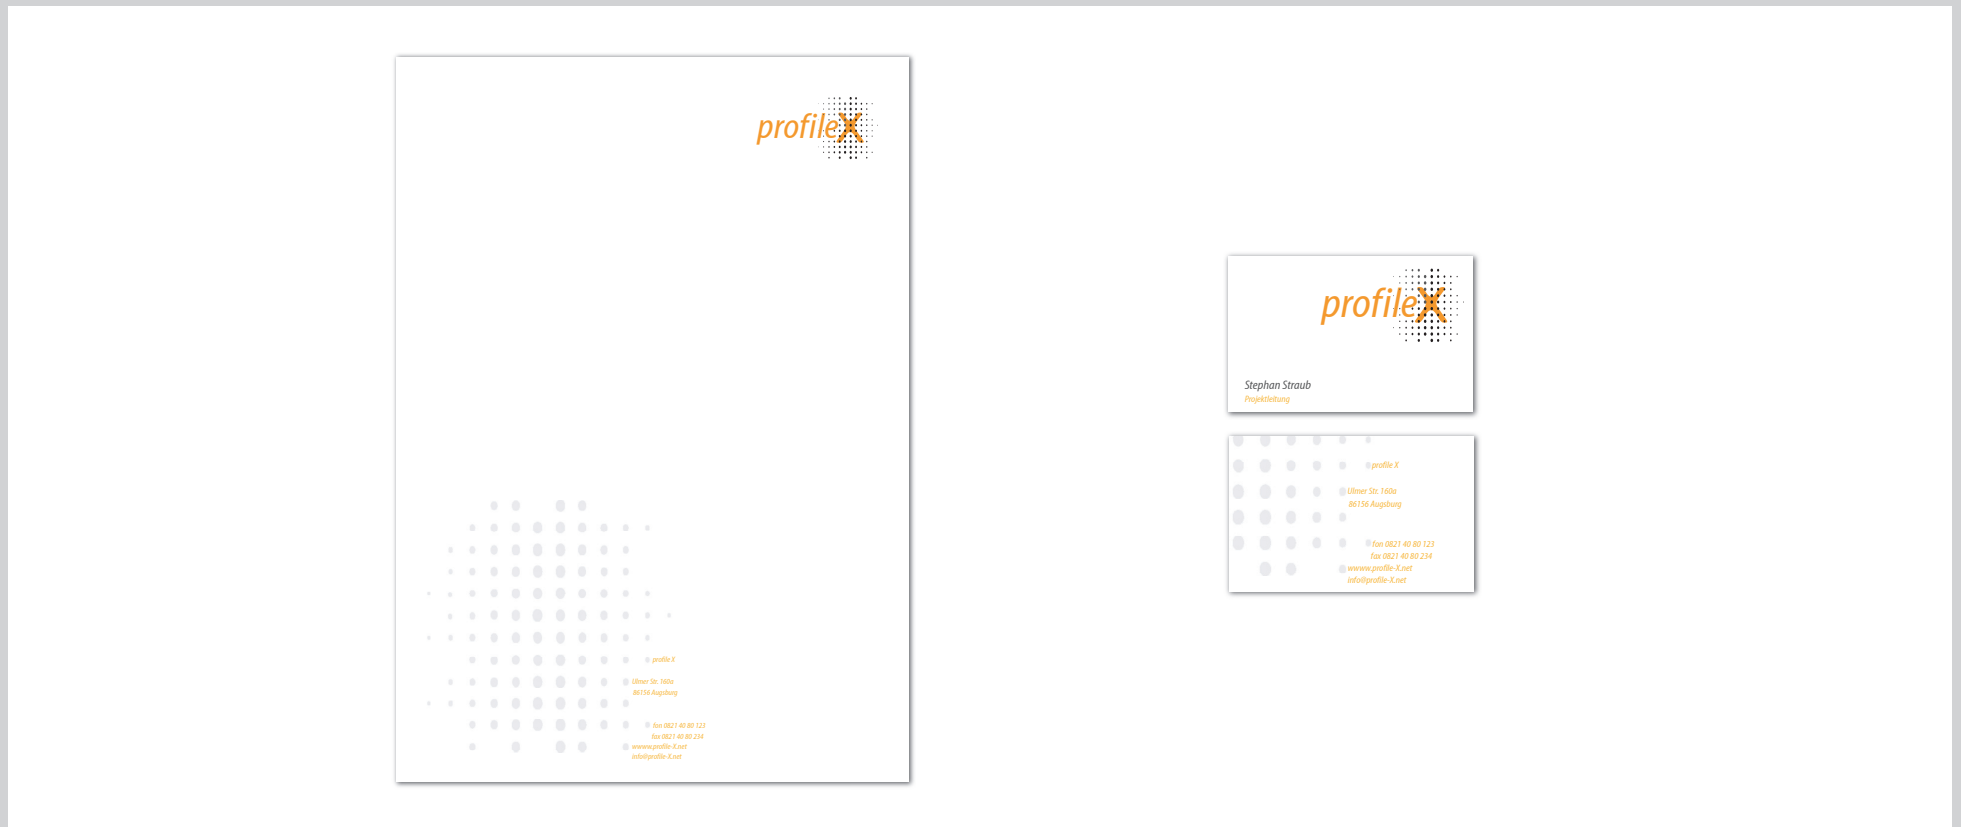 profileX
profile X
Ulmer Str. 160a
86156 Augsburg
fon 0821 40 80 123
fax 0821 40 80 234
wwww.profile-X.net
info@profile-X.net
profileX
Stephan Straub
Projektleitung
profile X
Ulmer Str. 160a
86156 Augsburg
fon 0821 40 80 123
fax 0821 40 80 234
wwww.profile-X.net
info@profile-X.net